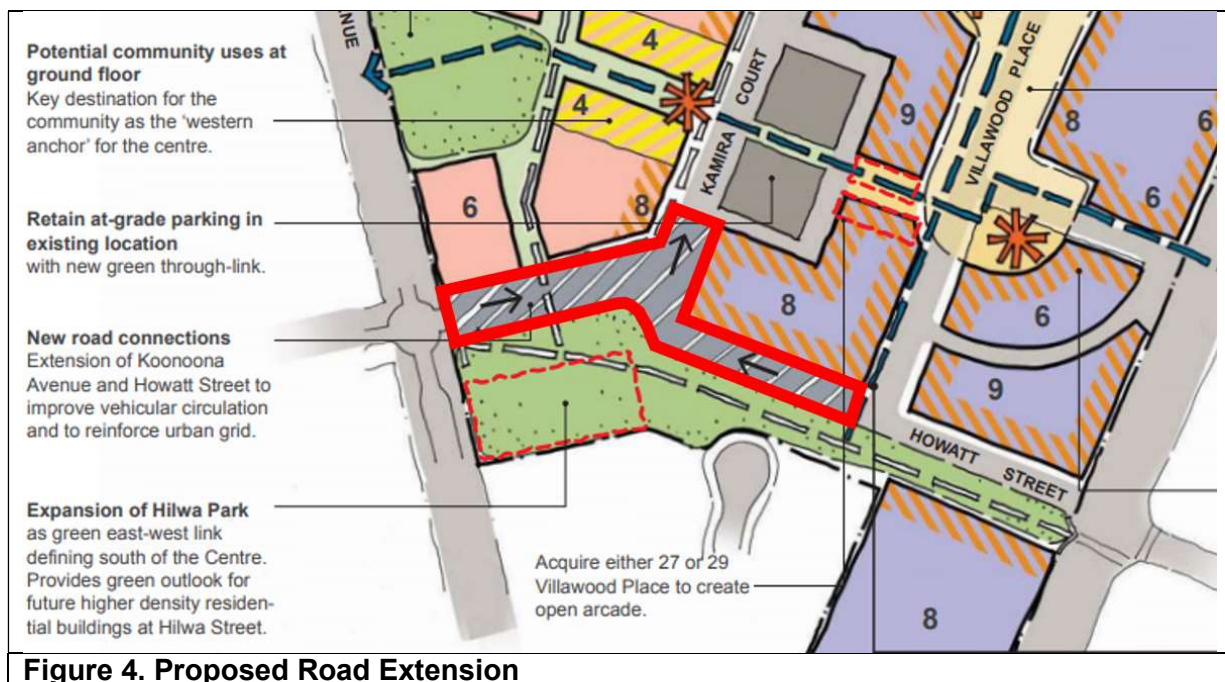 Potential community uses at
ground floor
Key destination for the
community as the ‘western
anchor’ for the centre.
Retain at-grade parking in
existing location
with new green through-link.
New road connections
Extension of Koonoona
Avenue and Howatt Street to
improve vehicular circulation
and to reinforce urban grid.
Expansion of Hilwa Park
as green east-west link
defining south of the Centre.
Provides green outlook for
future higher density residen-
tial buildings at Hilwa Street.
ENUE
4
4
6
8
KAMIRA COURT
9
8
VILLAWOOD PLACE
8
6
6
6
9
HOWATT STREET
8
Acquire either 27 or 29
Villawood Place to create
open arcade.
Figure 4. Proposed Road Extension